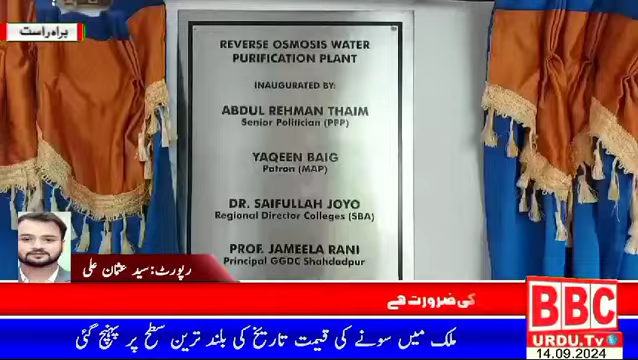 براہ راست
REVERSE OSMOSIS WATER
PURIFICATION PLANT
INAUGURATED BY:
ABDUL REHMAN THAIM
Senior Politician (PPP)
YAQEEN BAIG
Patron (MAP)
DR. SAIFULLAH JOYO
Regional Director Colleges (SBA)
PROF. JAMEELA RANI
Principal GGDC Shahdadpur
رپورٹ: سید عثمان علی
کی ضرورت ہے
ملک میں سونے کی قیمت تاریخ کی بلند ترین سطح پر پہنچ گئی
BBC
URDU.Tv
14.09.2024